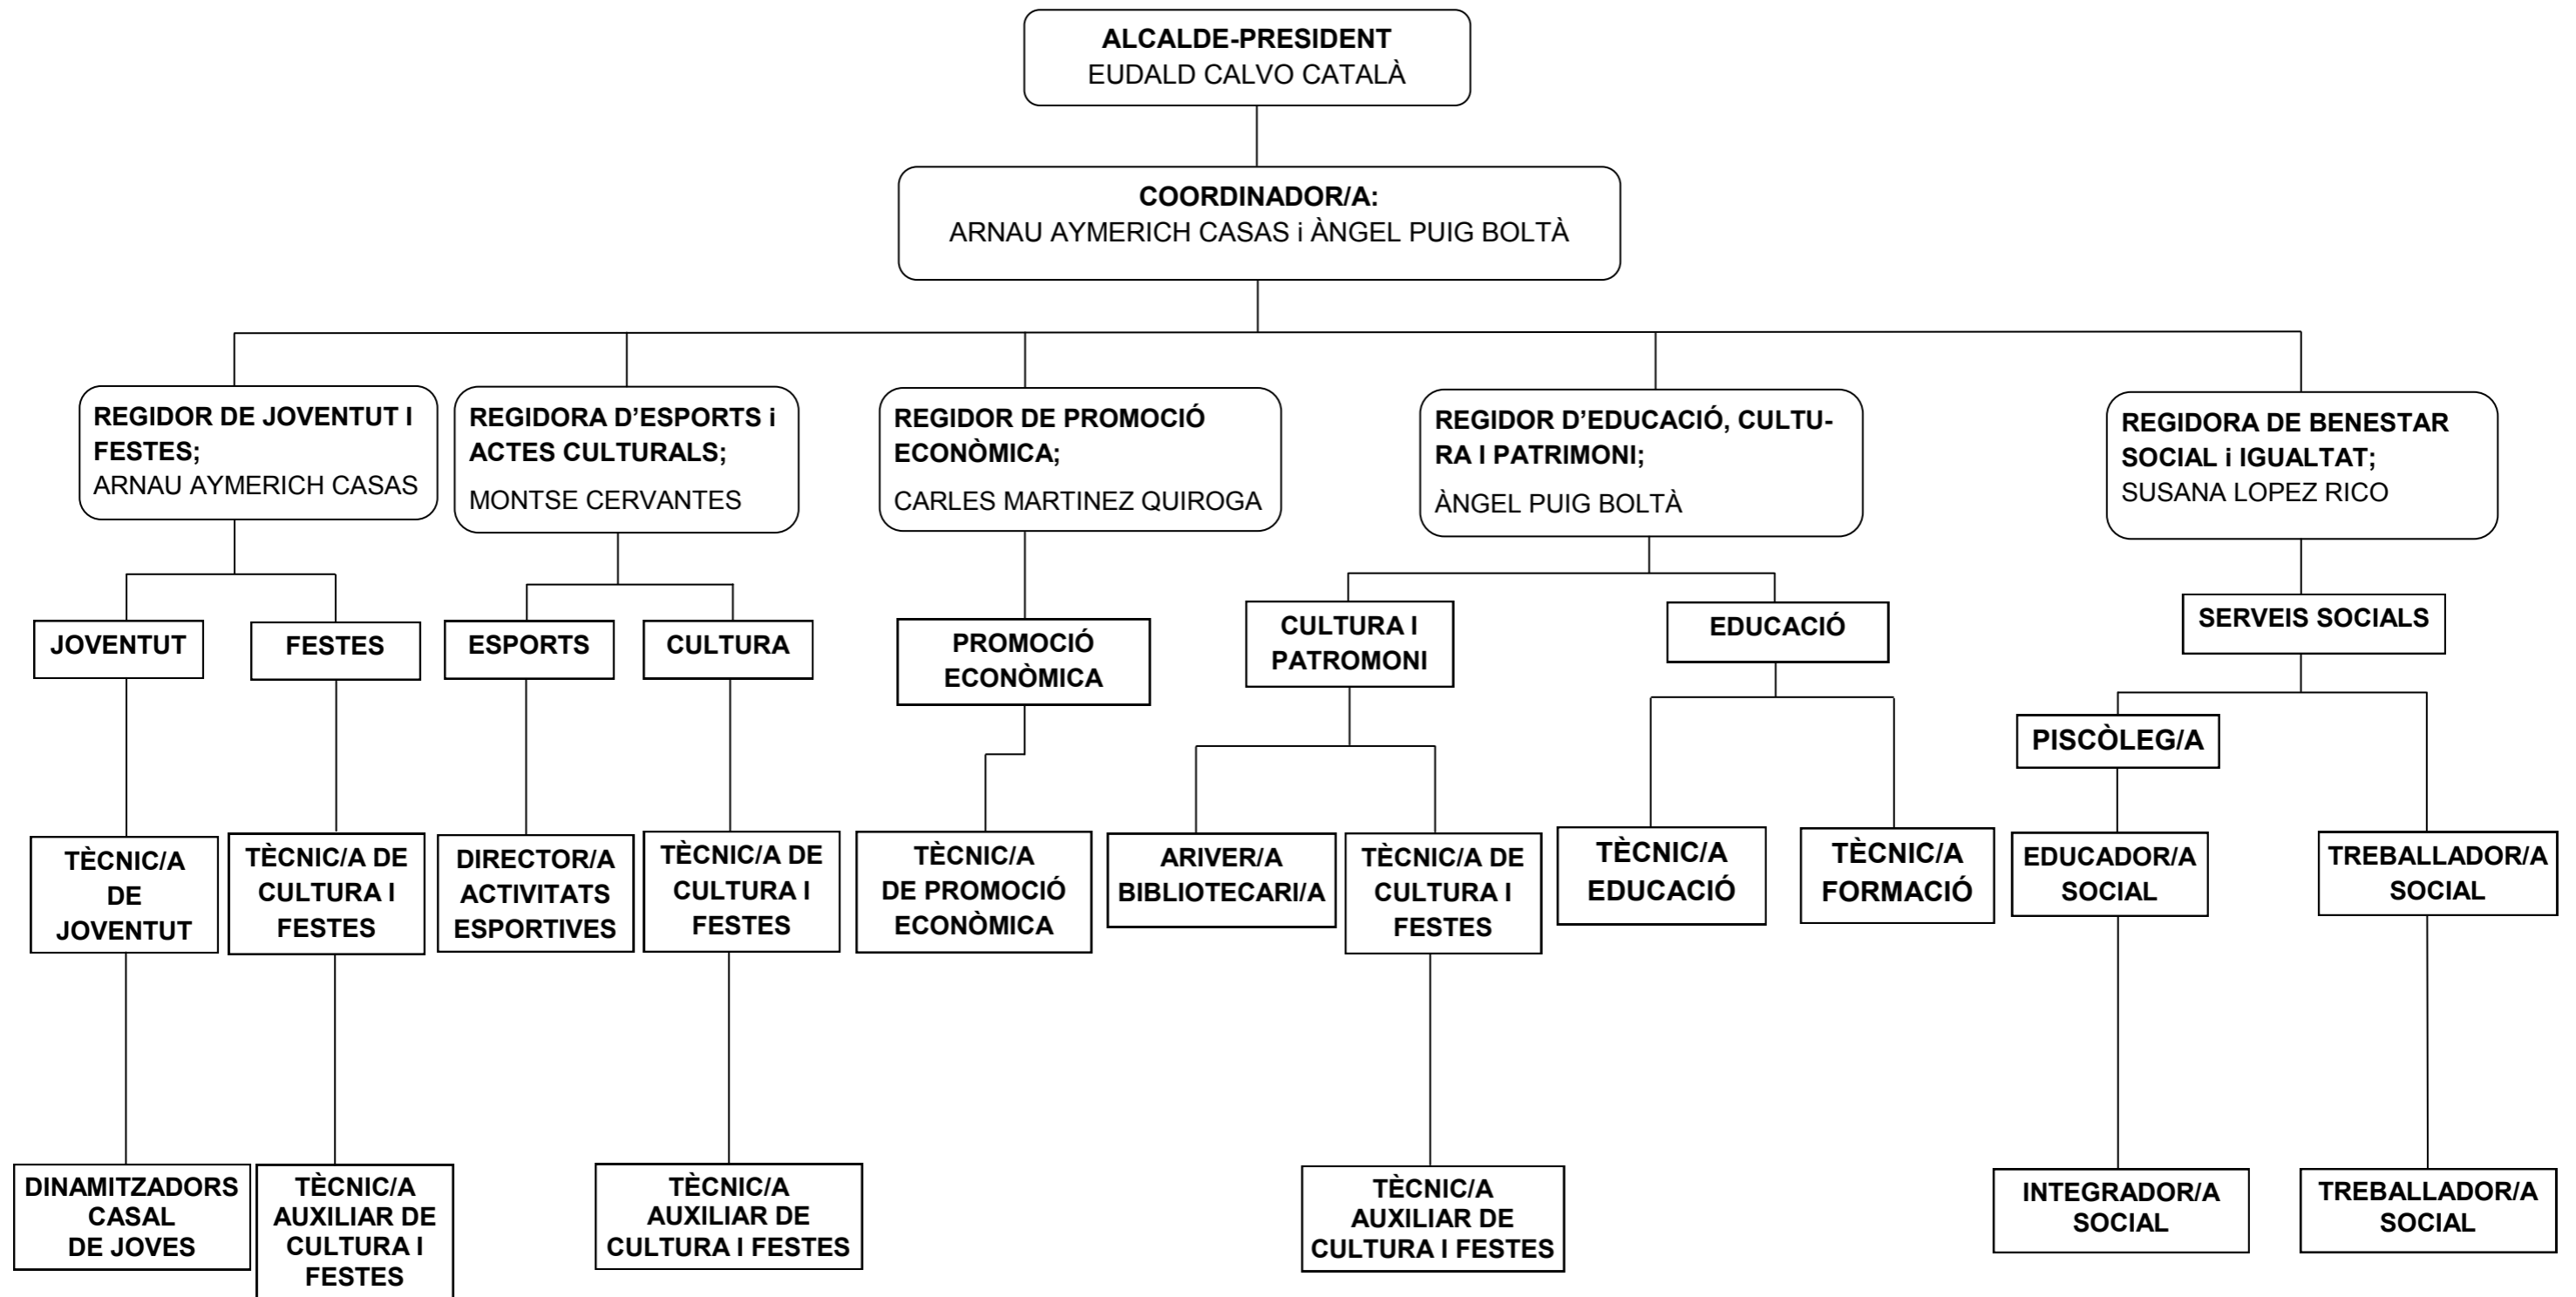 ALCALDE-PRESIDENT
EUDALD CALVO CATALÀ
COORDINADOR/A:
ARNAU AYMERICH CASAS i ÀNGEL PUIG BOLTÀ
REGIDOR DE JOVENTUT I
FESTES;
ARNAU AYMERICH CASAS
REGIDORA D’ESPORTS i
ACTES CULTURALS;
MONTSE CERVANTES
REGIDOR DE PROMOCIÓ
ECONÒMICA;
CARLES MARTINEZ QUIROGA
REGIDOR D’EDUCACIÓ, CULTU-
RA I PATRIMONI;
ÀNGEL PUIG BOLTÀ
REGIDORA DE BENESTAR
SOCIAL i IGUALTAT;
SUSANA LOPEZ RICO
JOVENTUT
FESTES
ESPORTS
CULTURA
PROMOCIÓ
ECONÒMICA
CULTURA I
PATROMONI
EDUCACIÓ
SERVEIS SOCIALS
PISCÒLEG/A
TÈCNIC/A
DE
JOVENTUT
TÈCNIC/A DE
CULTURA I
FESTES
DIRECTOR/A
ACTIVITATS
ESPORTIVES
TÈCNIC/A DE
CULTURA I
FESTES
TÈCNIC/A
DE PROMOCIÓ
ECONÒMICA
ARIVER/A
BIBLIOTECARI/A
TÈCNIC/A DE
CULTURA I
FESTES
TÈCNIC/A
EDUCACIÓ
TÈCNIC/A
FORMACIÓ
EDUCADOR/A
SOCIAL
TREBALLADOR/A
SOCIAL
DINAMITZADORS
CASAL
DE JOVES
TÈCNIC/A
AUXILIAR DE
CULTURA I
FESTES
TÈCNIC/A
AUXILIAR DE
CULTURA I FESTES
TÈCNIC/A
AUXILIAR DE
CULTURA I FESTES
INTEGRADOR/A
SOCIAL
TREBALLADOR/A
SOCIAL